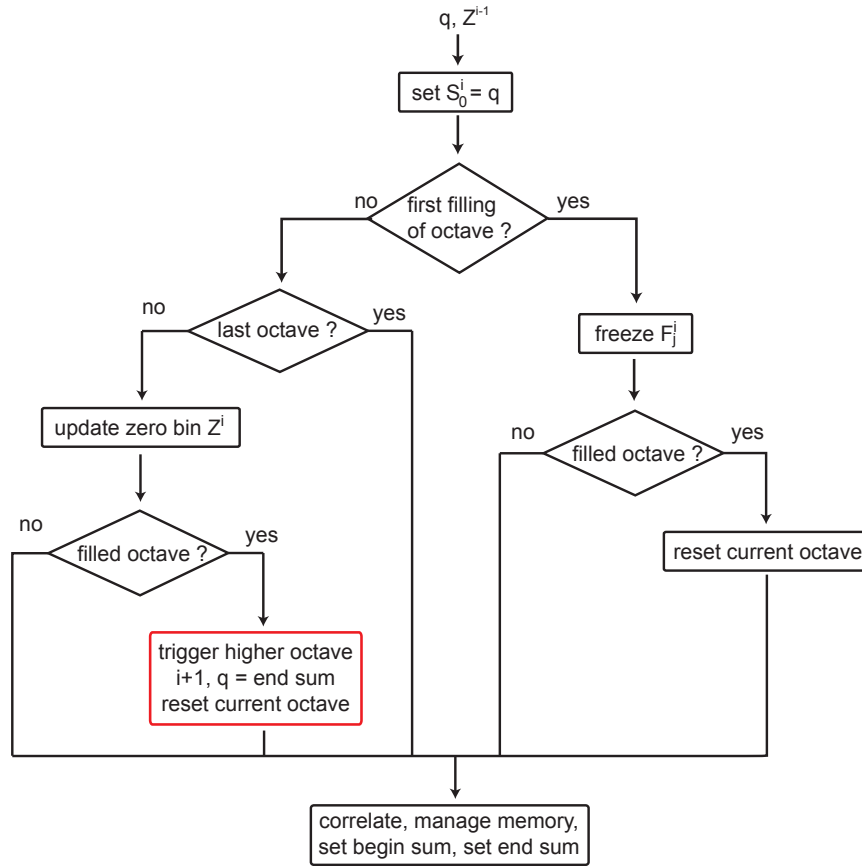 q, Z^{i-1}
set S_0^i = q
no
first filling
of octave ?
yes
no
last octave ?
yes
freeze F_j^i
update zero bin Z^i
no
filled octave ?
yes
no
filled octave ?
yes
reset current octave
trigger higher octave
i+1, q = end sum
reset current octave
correlate, manage memory,
set begin sum, set end sum